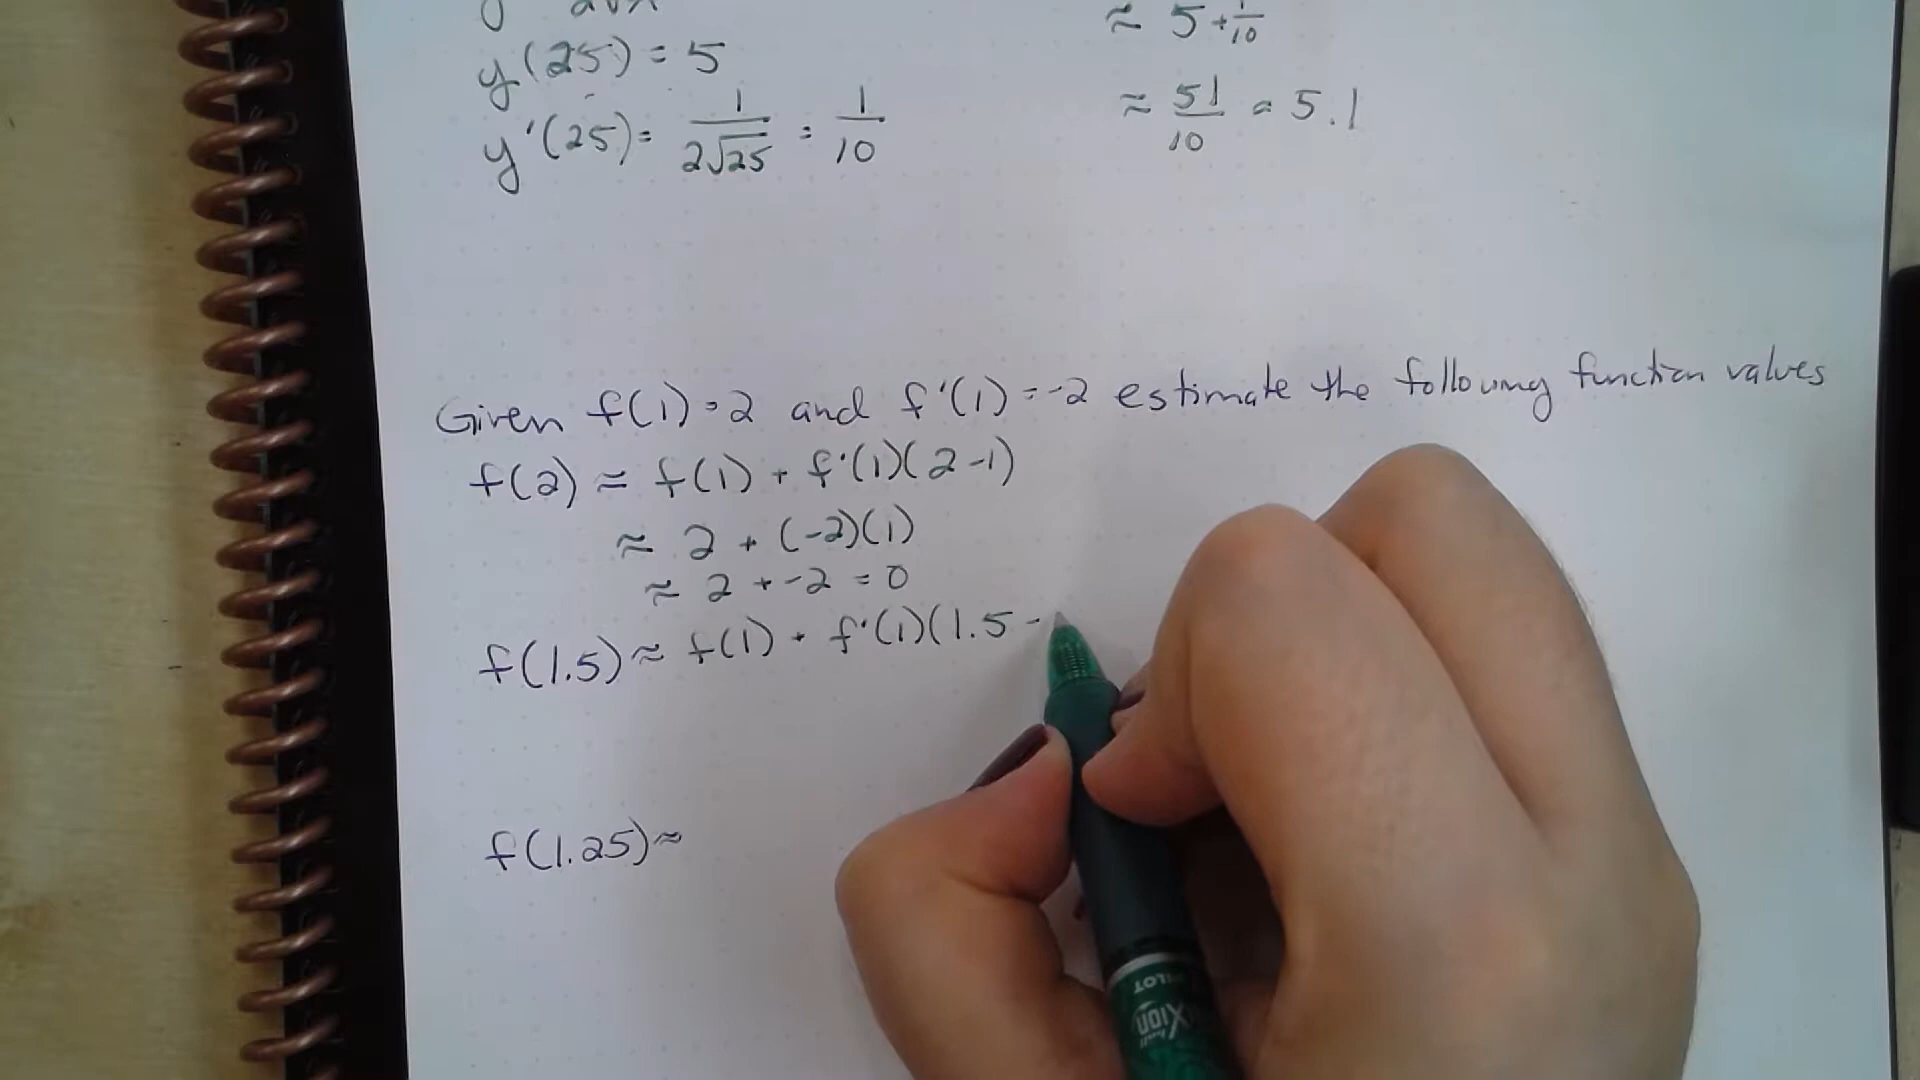 y(25) = 5
y'(25) = 1/(2√25) = 1/10
≈ 5 + 1/10
≈ 51/10 = 5.1
Given f(1) = 2 and f'(1) = -2 estimate the following function values
f(2) ≈ f(1) + f'(1)(2-1)
≈ 2 + (-2)(1)
≈ 2 + -2 = 0
f(1.5) ≈ f(1) + f'(1)(1.5 -
f(1.25) ≈
PILOT